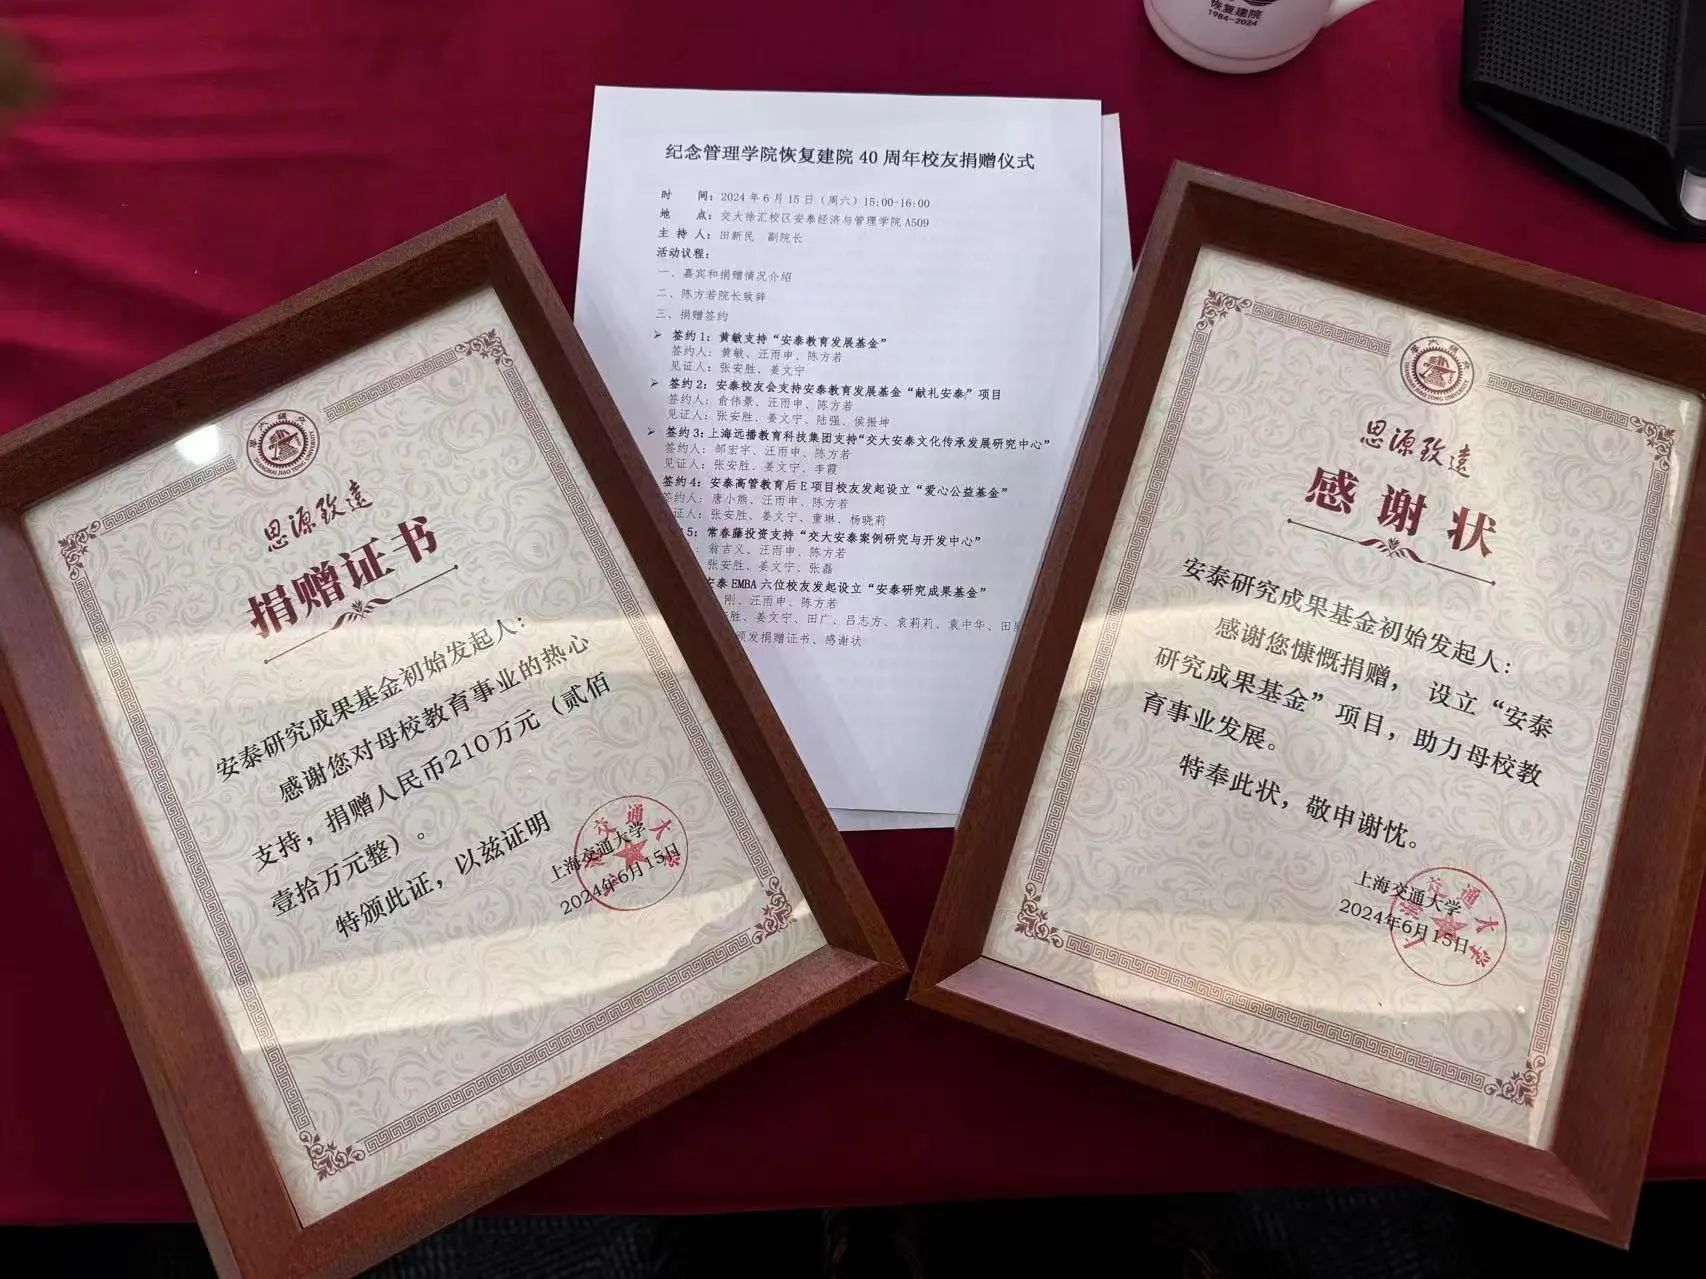 恢复建院
1984-2024
纪念管理学院恢复建院 40 周年校友捐赠仪式
时 间：2024 年 6 月 15 日（周六）15:00-16:00
地 点：交大徐汇校区安泰经济与管理学院 A509
主 持 人：田新民 副院长
活动议程：
一、嘉宾和捐赠情况介绍
二、陈方若院长致辞
三、捐赠签约
➢ 签约 1：黄敏支持“安泰教育发展基金”
签约人：黄敏、汪雨申、陈方若
见证人：张安胜、姜文宁
➢ 签约 2：安泰校友会支持安泰教育发展基金“献礼安泰”项目
签约人：俞伟景、汪雨申、陈方若
见证人：张安胜、姜文宁、陆强、侯振坤
➢ 签约 3：上海远播教育科技集团支持“交大安泰文化传承发展研究中心”
签约人：邹宏宇、汪雨申、陈方若
见证人：张安胜、姜文宁、李霞
签约 4：安泰高管教育后 E 项目校友发起设立“爱心公益基金”
签约人：唐小熊、汪雨申、陈方若
证人：张安胜、姜文宁、童琳、杨晓莉
5：常春藤投资支持“交大安泰案例研究与开发中心”
：翁吉义、汪雨申、陈方若
张安胜、姜文宁、张磊
安泰 EMBA 六位校友发起设立“安泰研究成果基金”
刚、汪雨申、陈方若
胜、姜文宁、田广、吕志方、袁莉莉、袁中华、田
颁发捐赠证书、感谢状
SHANGHAI JIAO TONG UNIVERSITY
思源致遠
捐赠证书
安泰研究成果基金初始发起人：
感谢您对母校教育事业的热心
支持，捐赠人民币210万元（贰佰
壹拾万元整）。
特颁此证，以兹证明
上海交通大学
2024年6月15日
SHANGHAI JIAO TONG UNIVERSITY
思源致遠
感谢状
安泰研究成果基金初始发起人：
感谢您慷慨捐赠，设立“安泰
研究成果基金”项目，助力母校教
育事业发展。
特奉此状，敬申谢忱。
上海交通大学
2024年6月15日